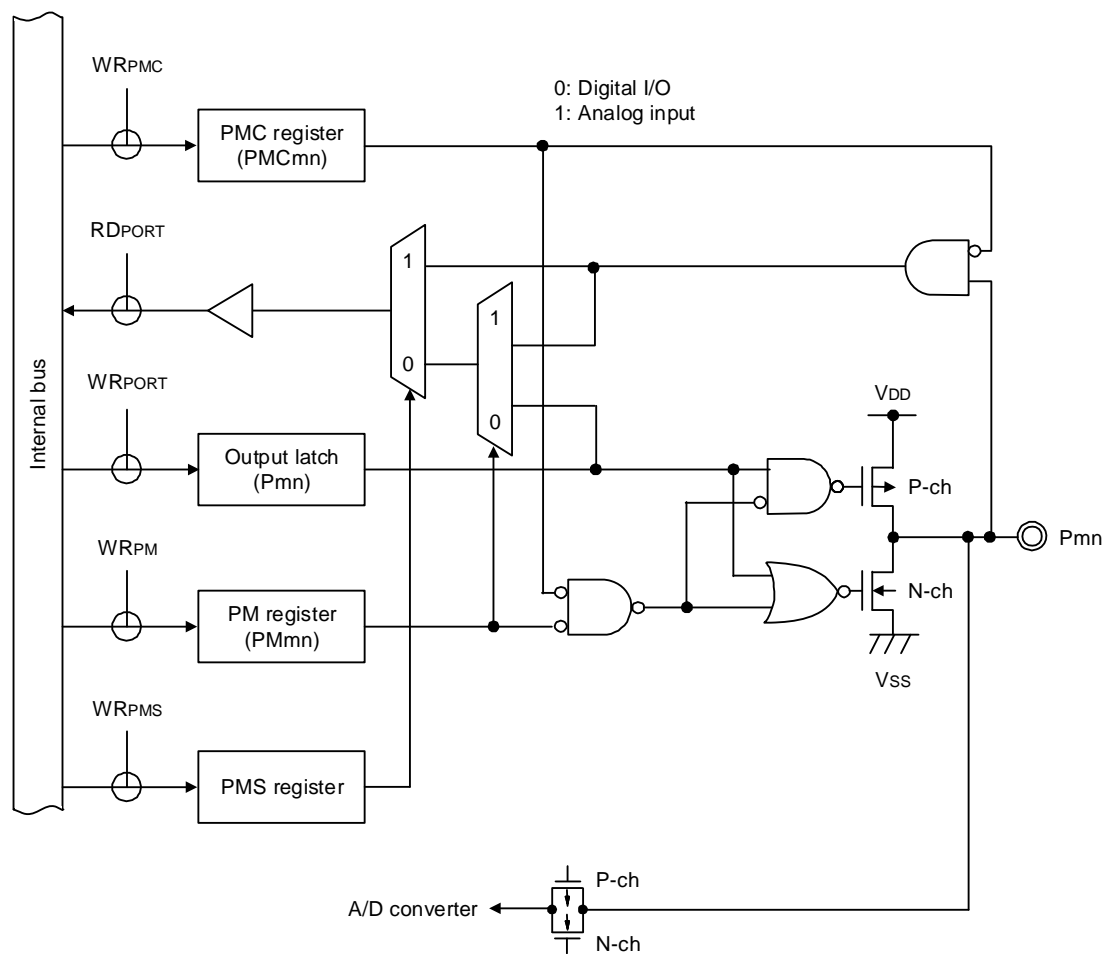 WRPMC
0: Digital I/O
1: Analog input
PMC register
(PMCmn)
RDPORT
1
1
0
0
Internal bus
WRPORT
VDD
Output latch
(Pmn)
P-ch
Pmn
WRPM
N-ch
PM register
(PMmn)
VSS
WRPMS
PMS register
P-ch
A/D converter
N-ch